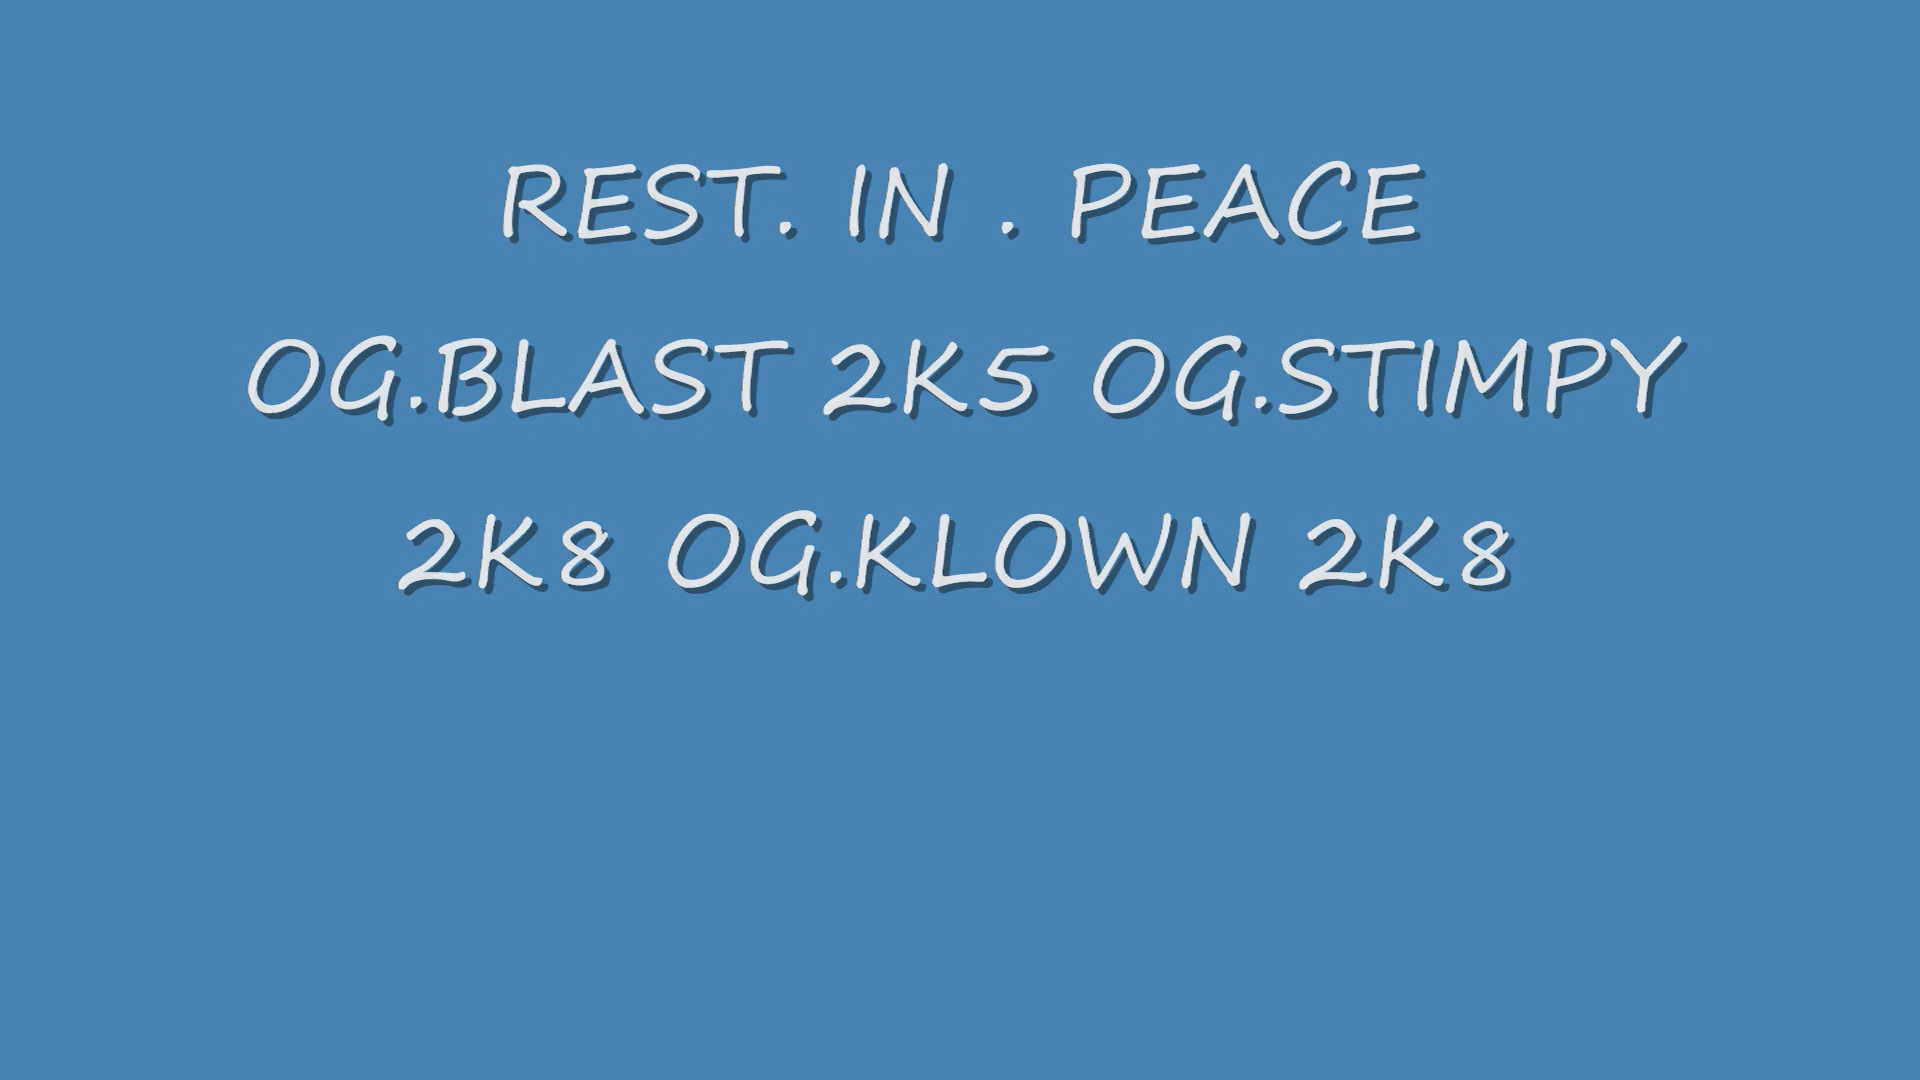 REST. IN . PEACE
OG.BLAST 2K5 OG.STIMPY
2K8 OG.KLOWN 2K8